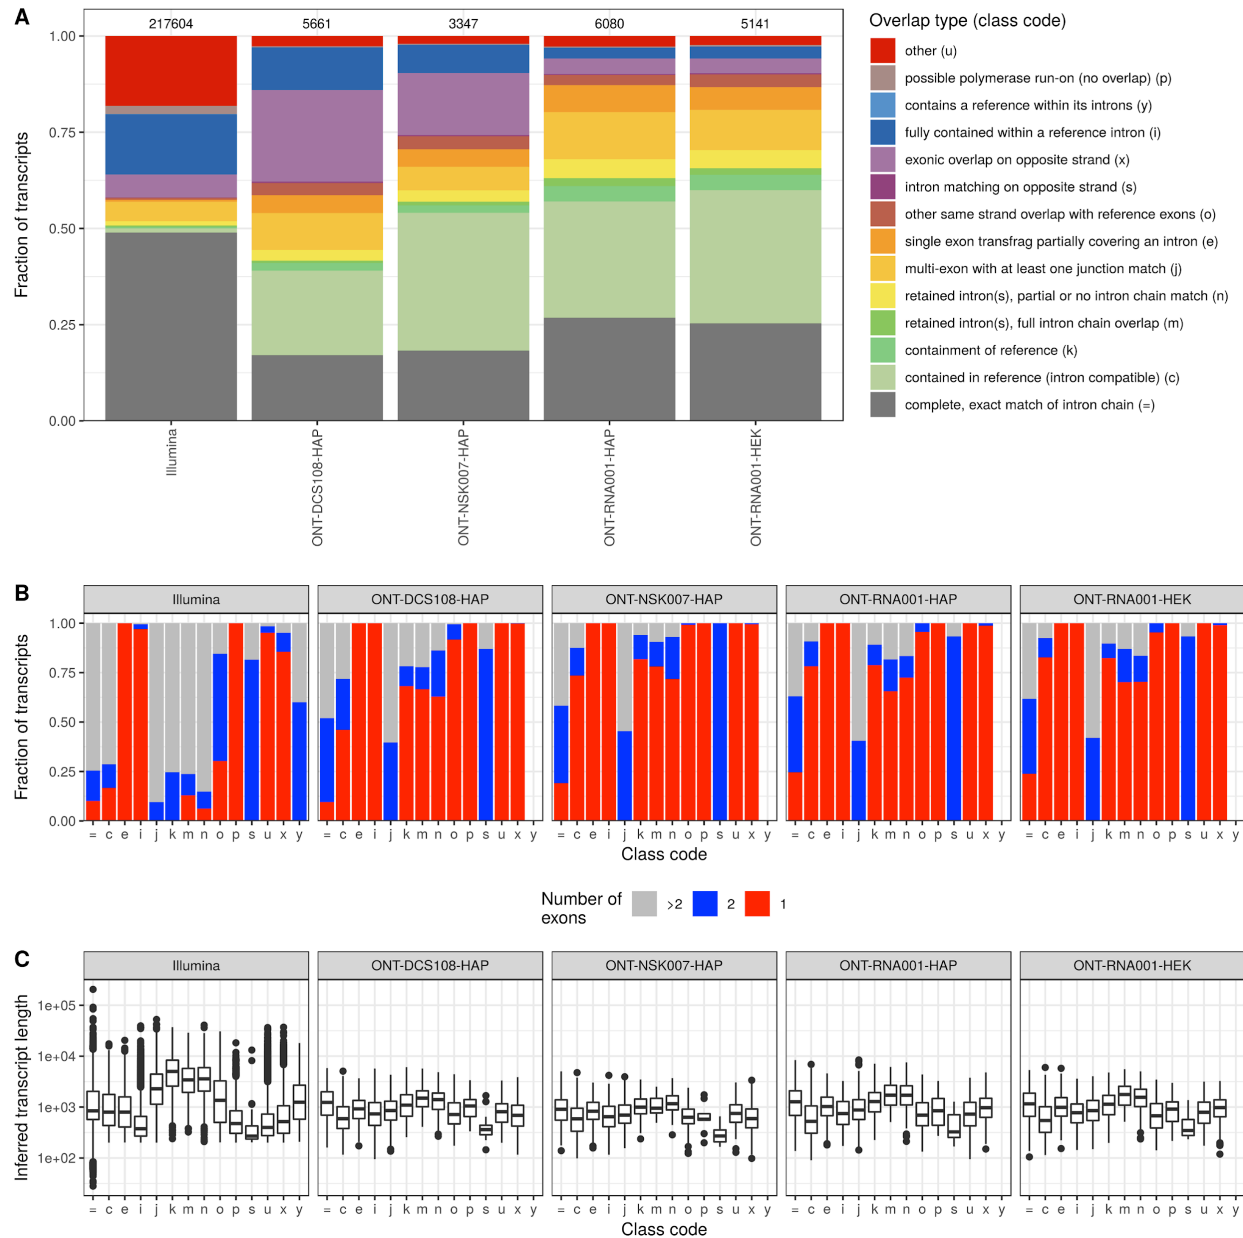 A
217604 5661 3347 6080 5141
Fraction of transcripts
1.00
0.75
0.50
0.25
0.00
Illumina
ONT-DCS108-HAP
ONT-NSK007-HAP
ONT-RNA001-HAP
ONT-RNA001-HEK
Overlap type (class code)
other (u)
possible polymerase run-on (no overlap) (p)
contains a reference within its introns (y)
fully contained within a reference intron (i)
exonic overlap on opposite strand (x)
intron matching on opposite strand (s)
other same strand overlap with reference exons (o)
single exon transfrag partially covering an intron (e)
multi-exon with at least one junction match (j)
retained intron(s), partial or no intron chain match (n)
retained intron(s), full intron chain overlap (m)
containment of reference (k)
contained in reference (intron compatible) (c)
complete, exact match of intron chain (=)
B
Illumina ONT-DCS108-HAP ONT-NSK007-HAP ONT-RNA001-HAP ONT-RNA001-HEK
Fraction of transcripts
1.00
0.75
0.50
0.25
0.00
= c e i j k m n o p s u x y = c e i j k m n o p s u x y = c e i j k m n o p s u x y = c e i j k m n o p s u x y = c e i j k m n o p s u x y
Class code
Number of
exons
>2 2 1
C
Illumina ONT-DCS108-HAP ONT-NSK007-HAP ONT-RNA001-HAP ONT-RNA001-HEK
Inferred transcript length
1e+05
1e+04
1e+03
1e+02
= c e i j k m n o p s u x y = c e i j k m n o p s u x y = c e i j k m n o p s u x y = c e i j k m n o p s u x y = c e i j k m n o p s u x y
Class code